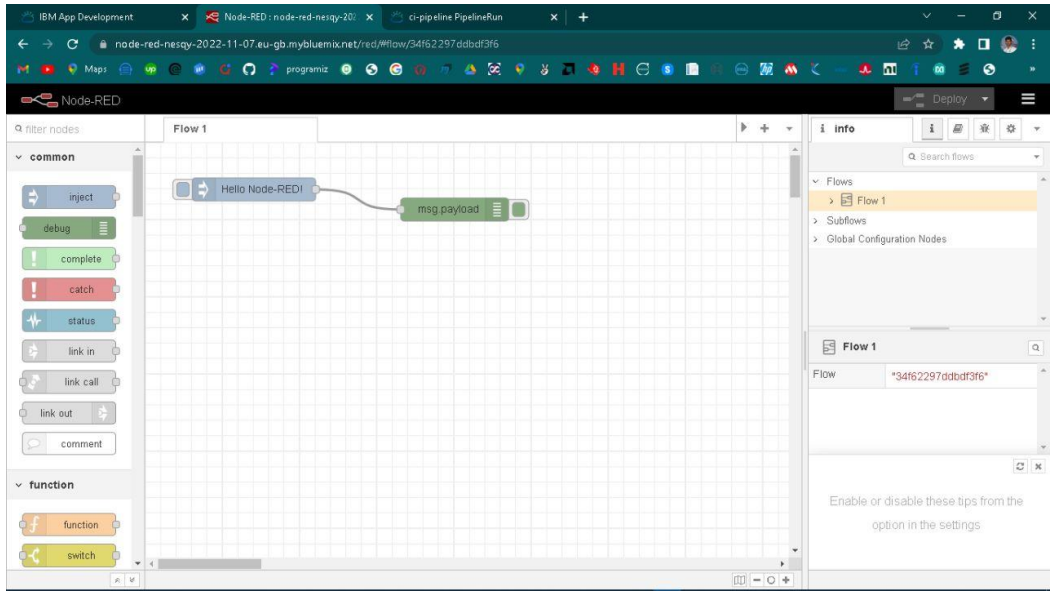 IBM App Development
Node-RED : node-red-nesqy-202
ci-pipeline PipelineRun
node-red-nesqy-2022-11-07.eu-gb.mybluemix.net/red/#flow/34f62297ddbdf3f6
Maps
programiz
Node-RED
Deploy
filter nodes
Flow 1
i info
Search flows
common
inject
debug
complete
catch
status
link in
link call
link out
comment
function
function
switch
Hello Node-RED!
msg.payload
Flows
Flow 1
Subflows
Global Configuration Nodes
Flow 1
Flow "34f62297ddbdf3f6"
Enable or disable these tips from the
option in the settings